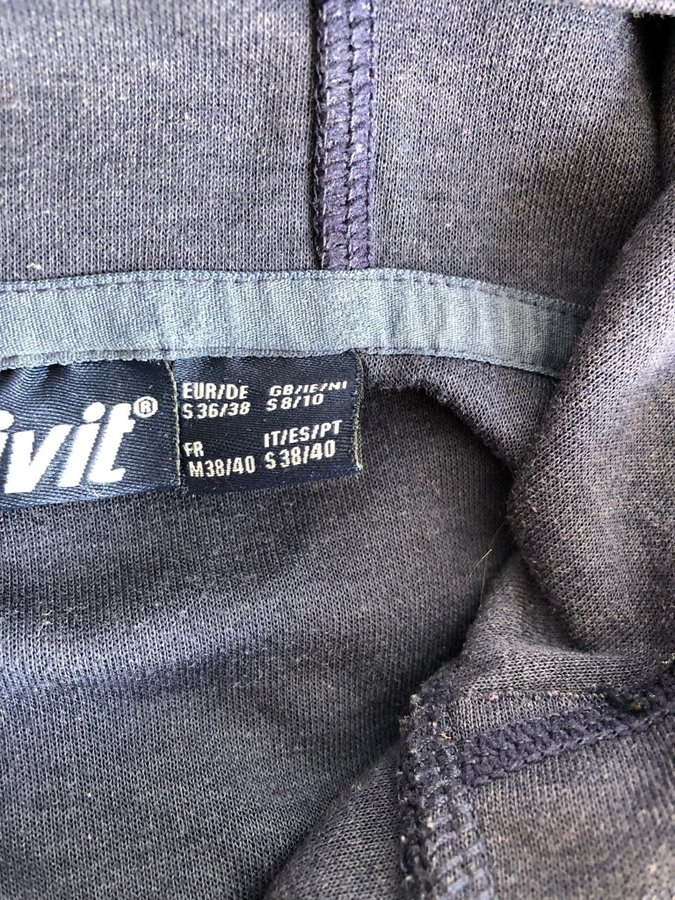 ivit®
EUR/DE GB/IE/NI
S 36/38 S 8/10
FR IT/ES/PT
M38/40 S 38/40